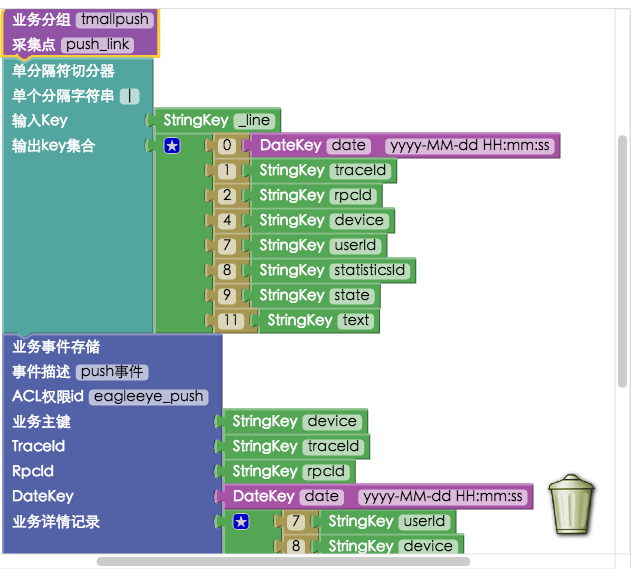 业务分组 tmallpush
采集点 push_link
单分隔符切分器
单个分隔字符串 |
输入Key StringKey _line
输出key集合 0 DateKey date yyyy-MM-dd HH:mm:ss
1 StringKey traceId
2 StringKey rpcId
4 StringKey device
7 StringKey userId
8 StringKey statisticsId
9 StringKey state
11 StringKey text
业务事件存储
事件描述 push事件
ACL权限id eagleeye_push
业务主键 StringKey device
TraceId StringKey traceId
RpcId StringKey rpcId
DateKey DateKey date yyyy-MM-dd HH:mm:ss
业务详情记录 7 StringKey userId
8 StringKey device